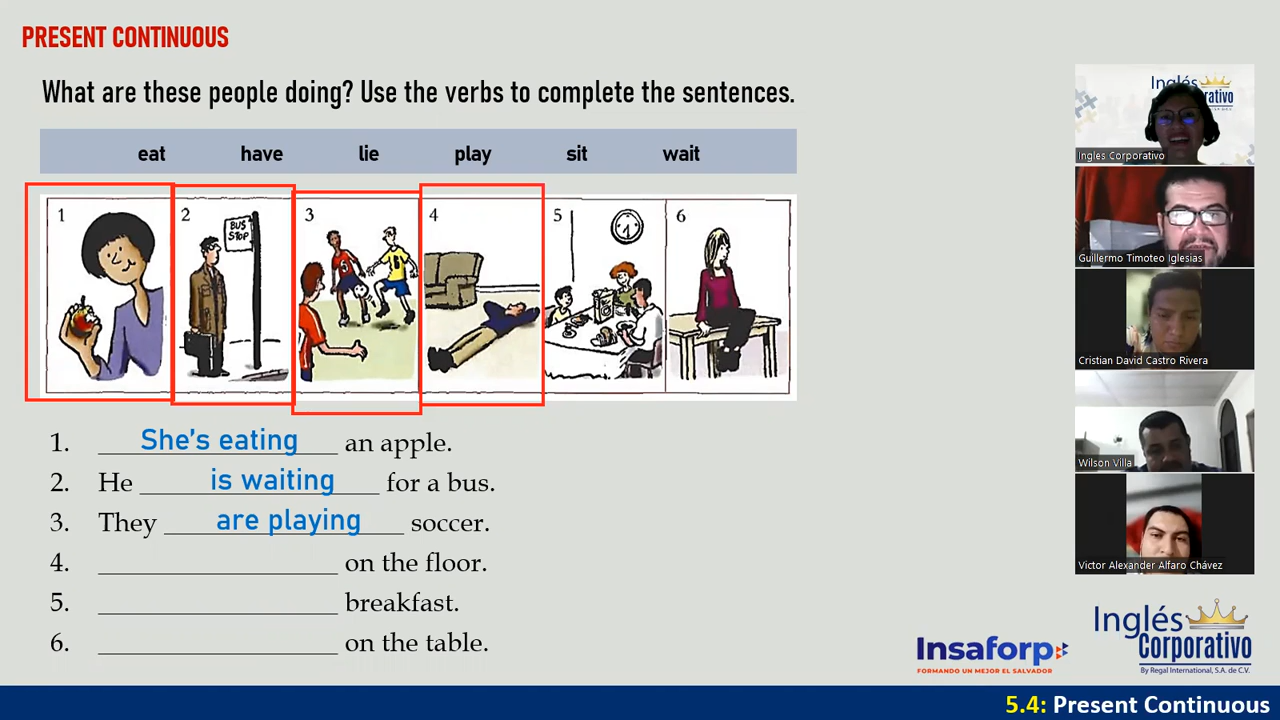 PRESENT CONTINUOUS
What are these people doing? Use the verbs to complete the sentences.
eat have lie play sit wait
1 2 3 4 5 6
BUS
STOP
1. She's eating an apple.
2. He is waiting for a bus.
3. They are playing soccer.
4. ____________________ on the floor.
5. ____________________ breakfast.
6. ____________________ on the table.
Inglés
Ingles Corporativo
Guillermo Timoteo Iglesias
Cristian David Castro Rivera
Wilson Villa
Victor Alexander Alfaro Chávez
Insaforp
FORMANDO UN MEJOR EL SALVADOR
Inglés
Corporativo
By Regal International, S.A. de C.V.
5.4: Present Continuous